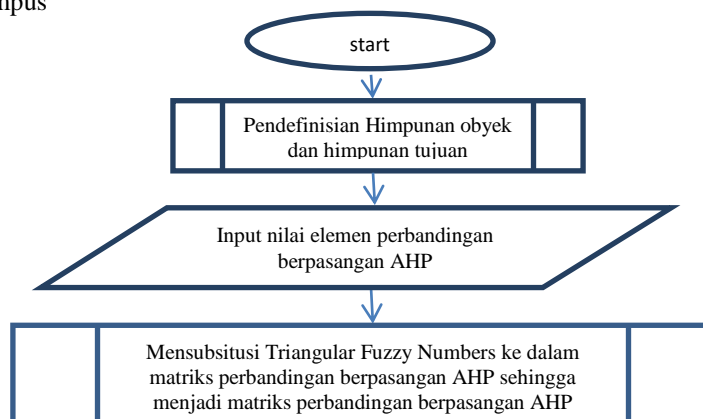 start
Pendefinisian Himpunan obyek
dan himpunan tujuan
Input nilai elemen perbandingan
berpasangan AHP
Mensubsitusi Triangular Fuzzy Numbers ke dalam
matriks perbandingan berpasangan AHP sehingga
menjadi matriks perbandingan berpasangan AHP